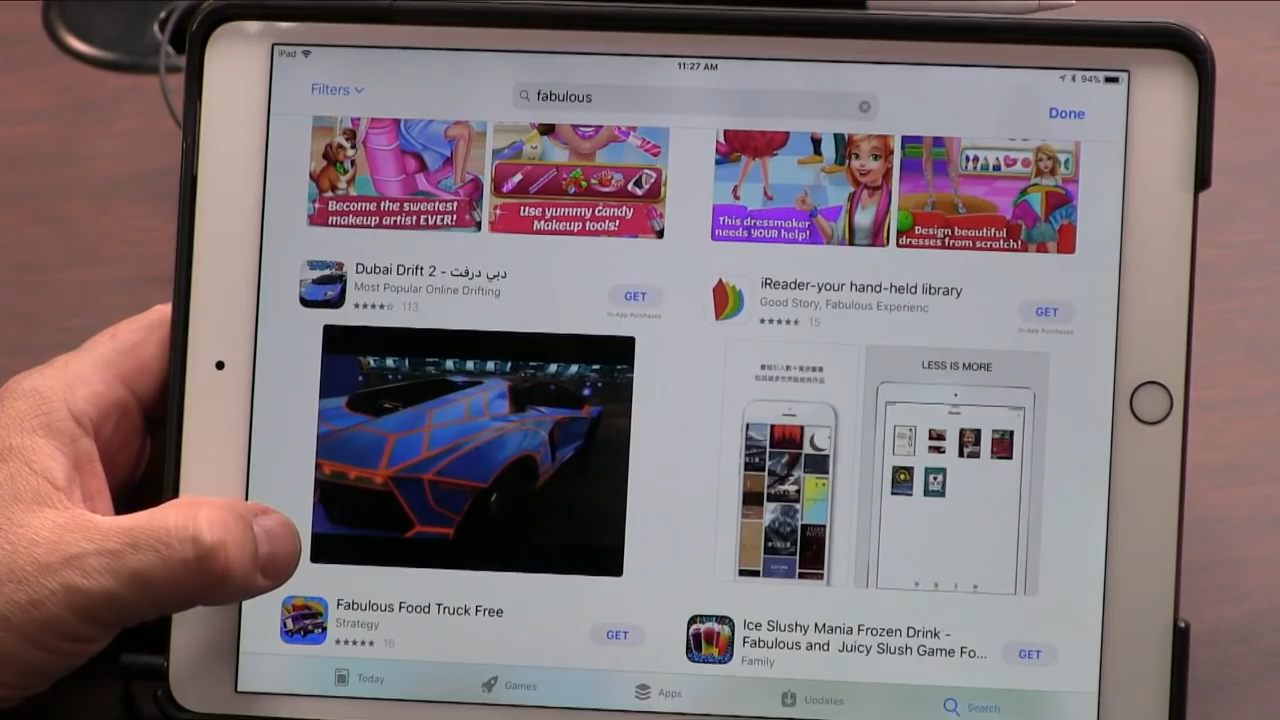 iPad
11:27 AM
94%
Filters
fabulous
Done
Become the sweetest
makeup artist EVER!
Use yummy Candy
Makeup tools!
This dressmaker
needs YOUR help!
Design beautiful
dresses from scratch!
Dubai Drift 2 - دبي درفت
Most Popular Online Drifting
113
GET
In-App Purchases
iReader-your hand-held library
Good Story, Fabulous Experienc
15
GET
In-App Purchases
LESS IS MORE
Fabulous Food Truck Free
Strategy
16
GET
Ice Slushy Mania Frozen Drink -
Fabulous and Juicy Slush Game Fo...
Family
GET
Today
Games
Apps
Updates
Search